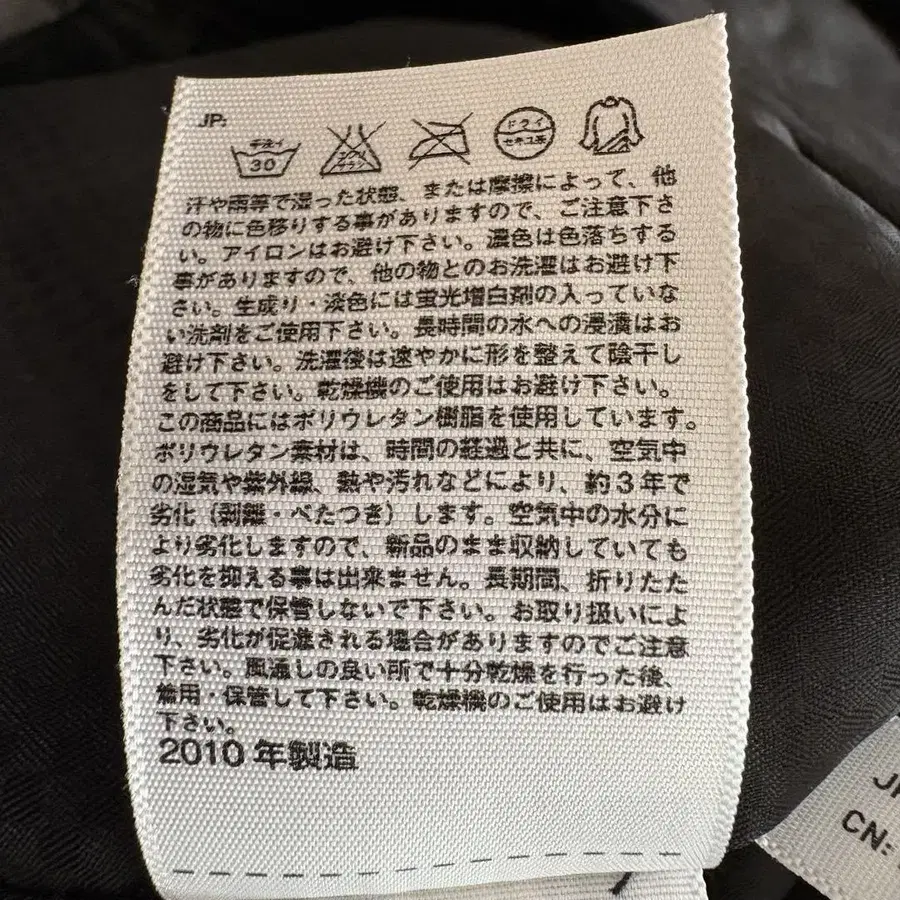 JP:
手洗イ
30
エンソサラシ
ドライ
セキユ系
汗や雨等で湿った状態、または摩擦によって、他
の物に色移りする事がありますので、ご注意下さ
い。アイロンはお避け下さい。濃色は色落ちする
事がありますので、他の物とのお洗濯はお避け下
さい。生成り・淡色には蛍光増白剤の入っていな
い洗剤をご使用下さい。長時間の水への浸漬はお
避け下さい。洗濯後は速やかに形を整えて陰干し
をして下さい。乾燥機のご使用はお避け下さい。
この商品にはポリウレタン樹脂を使用しています。
ポリウレタン素材は、時間の経過と共に、空気中
の湿気や紫外線、熱や汚れなどにより、約3年で
劣化（剥離・べたつき）します。空気中の水分に
より劣化しますので、新品のまま収納していても
劣化を抑える事は出来ません。長期間、折りたた
んだ状態で保管しないで下さい。お取り扱いによ
り、劣化が促進される場合がありますのでご注意
下さい。風通しの良い所で十分乾燥を行った後、
着用・保管して下さい。乾燥機のご使用はお避け
下さい。
2010 年製造
CN: